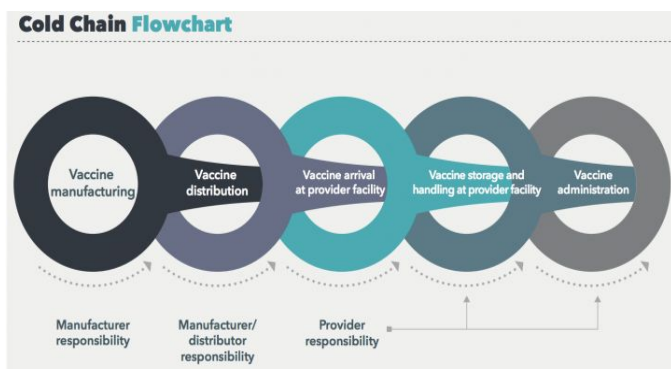 Cold Chain Flowchart
Vaccine
manufacturing
Vaccine
distribution
Vaccine arrival
at provider facility
Vaccine storage and
handling at provider facility
Vaccine
administration
Manufacturer
responsibility
Manufacturer/
distributor
responsibility
Provider
responsibility